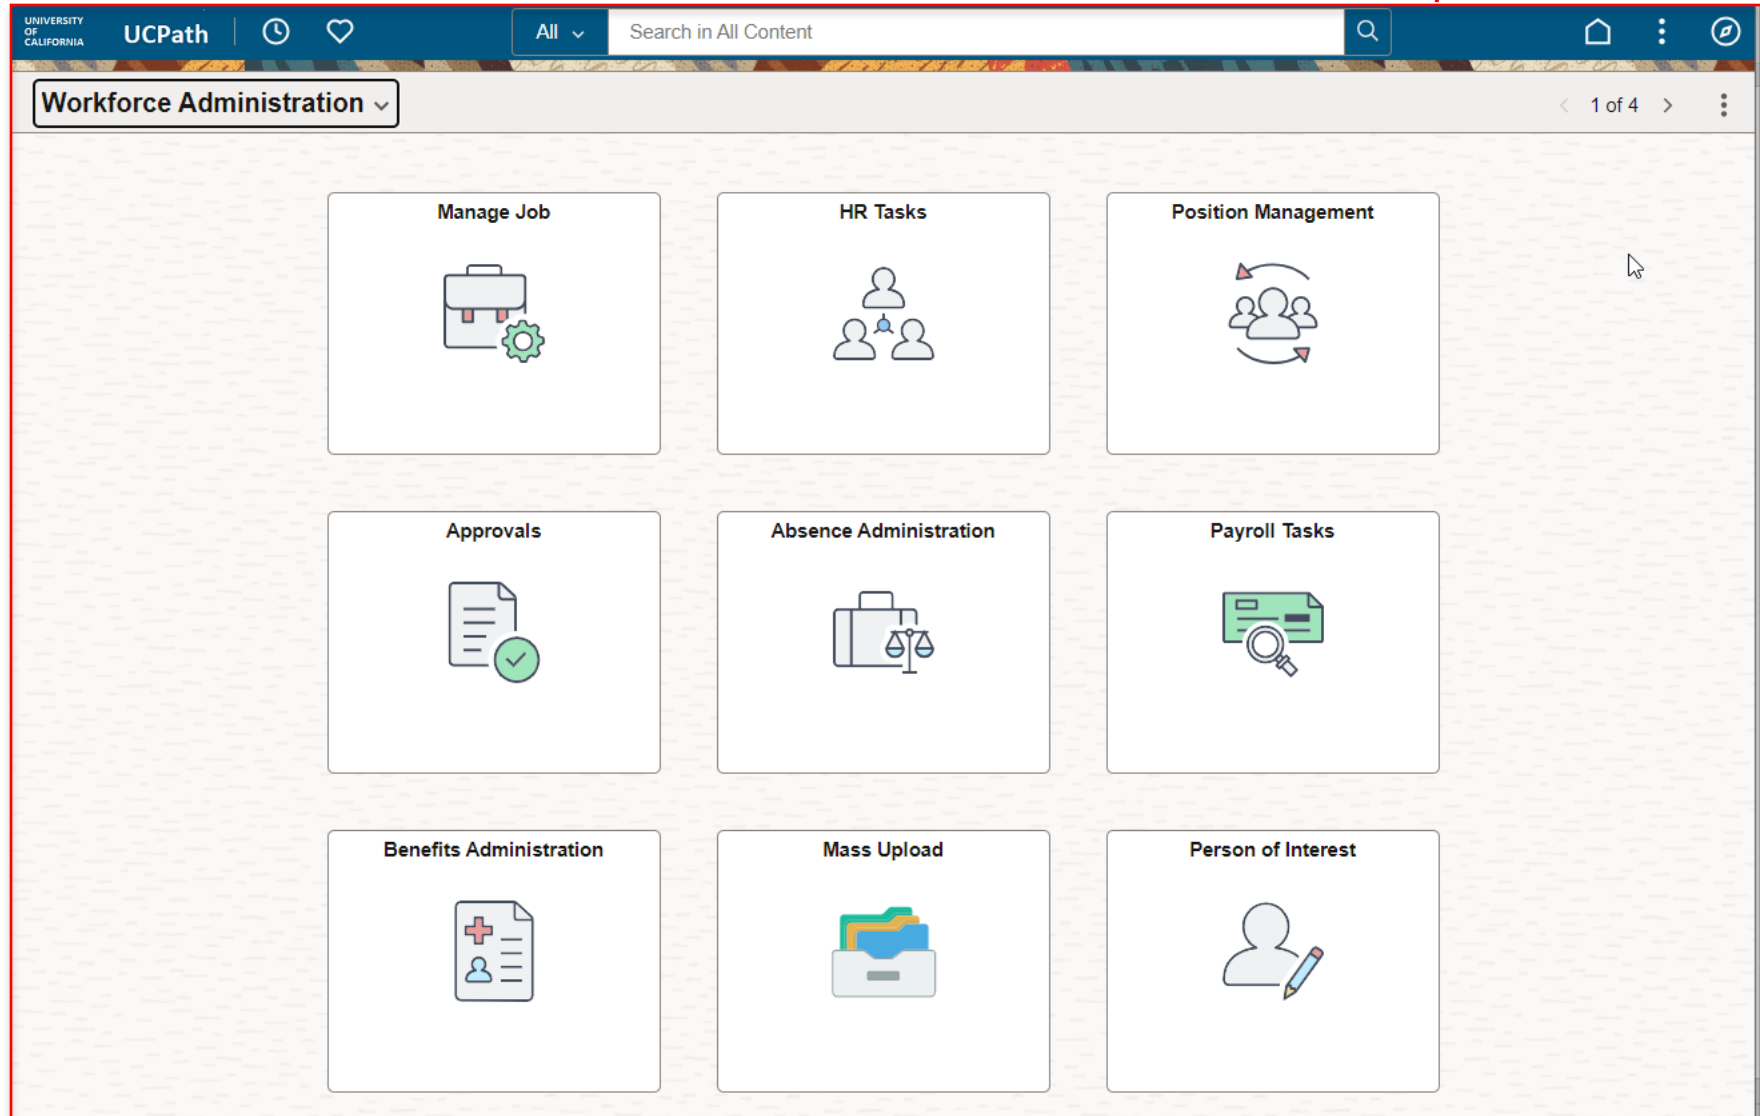 UNIVERSITY
OF
CALIFORNIA
UCPath
All
Search in All Content
Workforce Administration
1 of 4
Manage Job
HR Tasks
Position Management
Approvals
Absence Administration
Payroll Tasks
Benefits Administration
Mass Upload
Person of Interest